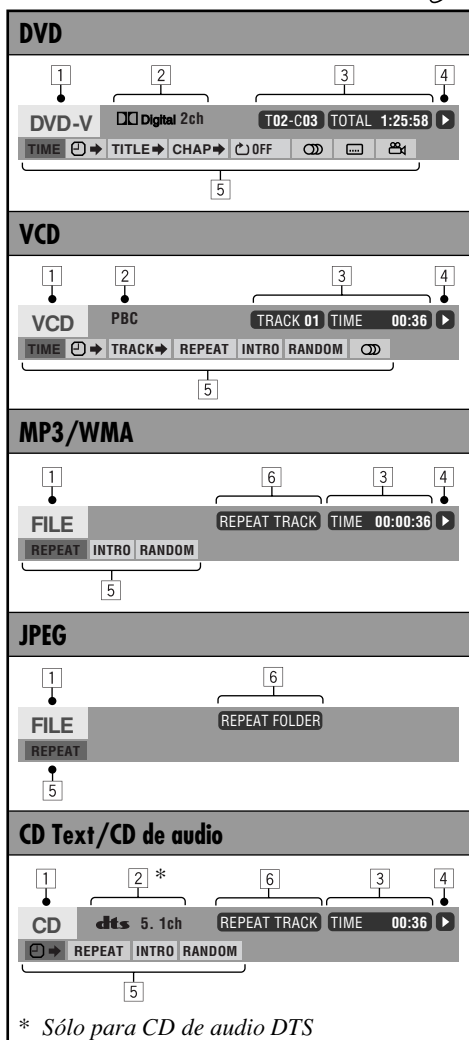 DVD
1 2 3 4
DVD-V Digital 2ch T02-C03 TOTAL 1:25:58
TIME TITLE CHAP OFF
5
VCD
1 2 3 4
VCD PBC TRACK 01 TIME 00:36
TIME TRACK REPEAT INTRO RANDOM
5
MP3/WMA
1 6 3 4
FILE REPEAT TRACK TIME 00:00:36
REPEAT INTRO RANDOM
5
JPEG
1 6
FILE REPEAT FOLDER
REPEAT
5
CD Text/CD de audio
1 2 * 6 3 4
CD dts 5. 1ch REPEAT TRACK TIME 00:36
REPEAT INTRO RANDOM
5
* Sólo para CD de audio DTS